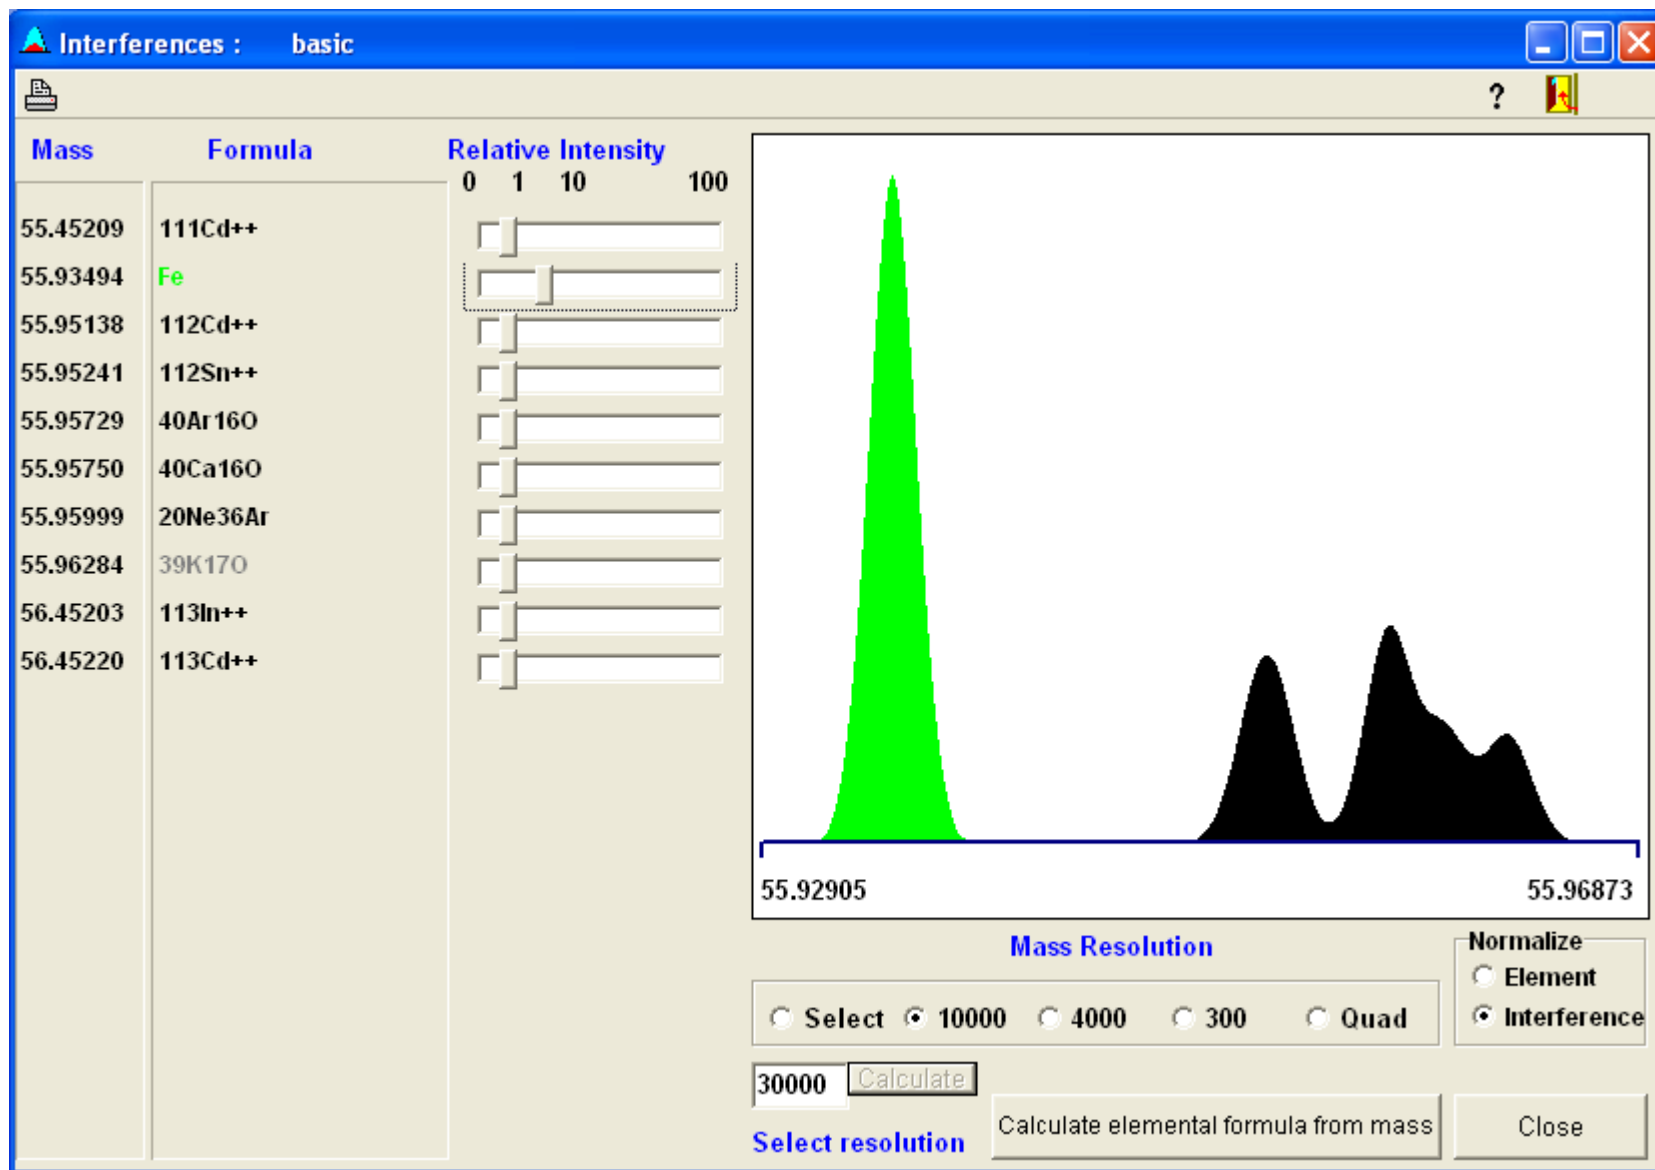 Interferences : basic
?
Mass Formula Relative Intensity
0 1 10 100
55.45209 111Cd++
55.93494 Fe
55.95138 112Cd++
55.95241 112Sn++
55.95729 40Ar16O
55.95750 40Ca16O
55.95999 20Ne36Ar
55.96284 39K17O
56.45203 113In++
56.45220 113Cd++
55.92905 55.96873
Mass Resolution
Normalize
Element
Select 10000 4000 300 Quad
Interference
30000 Calculate
Select resolution
Calculate elemental formula from mass
Close